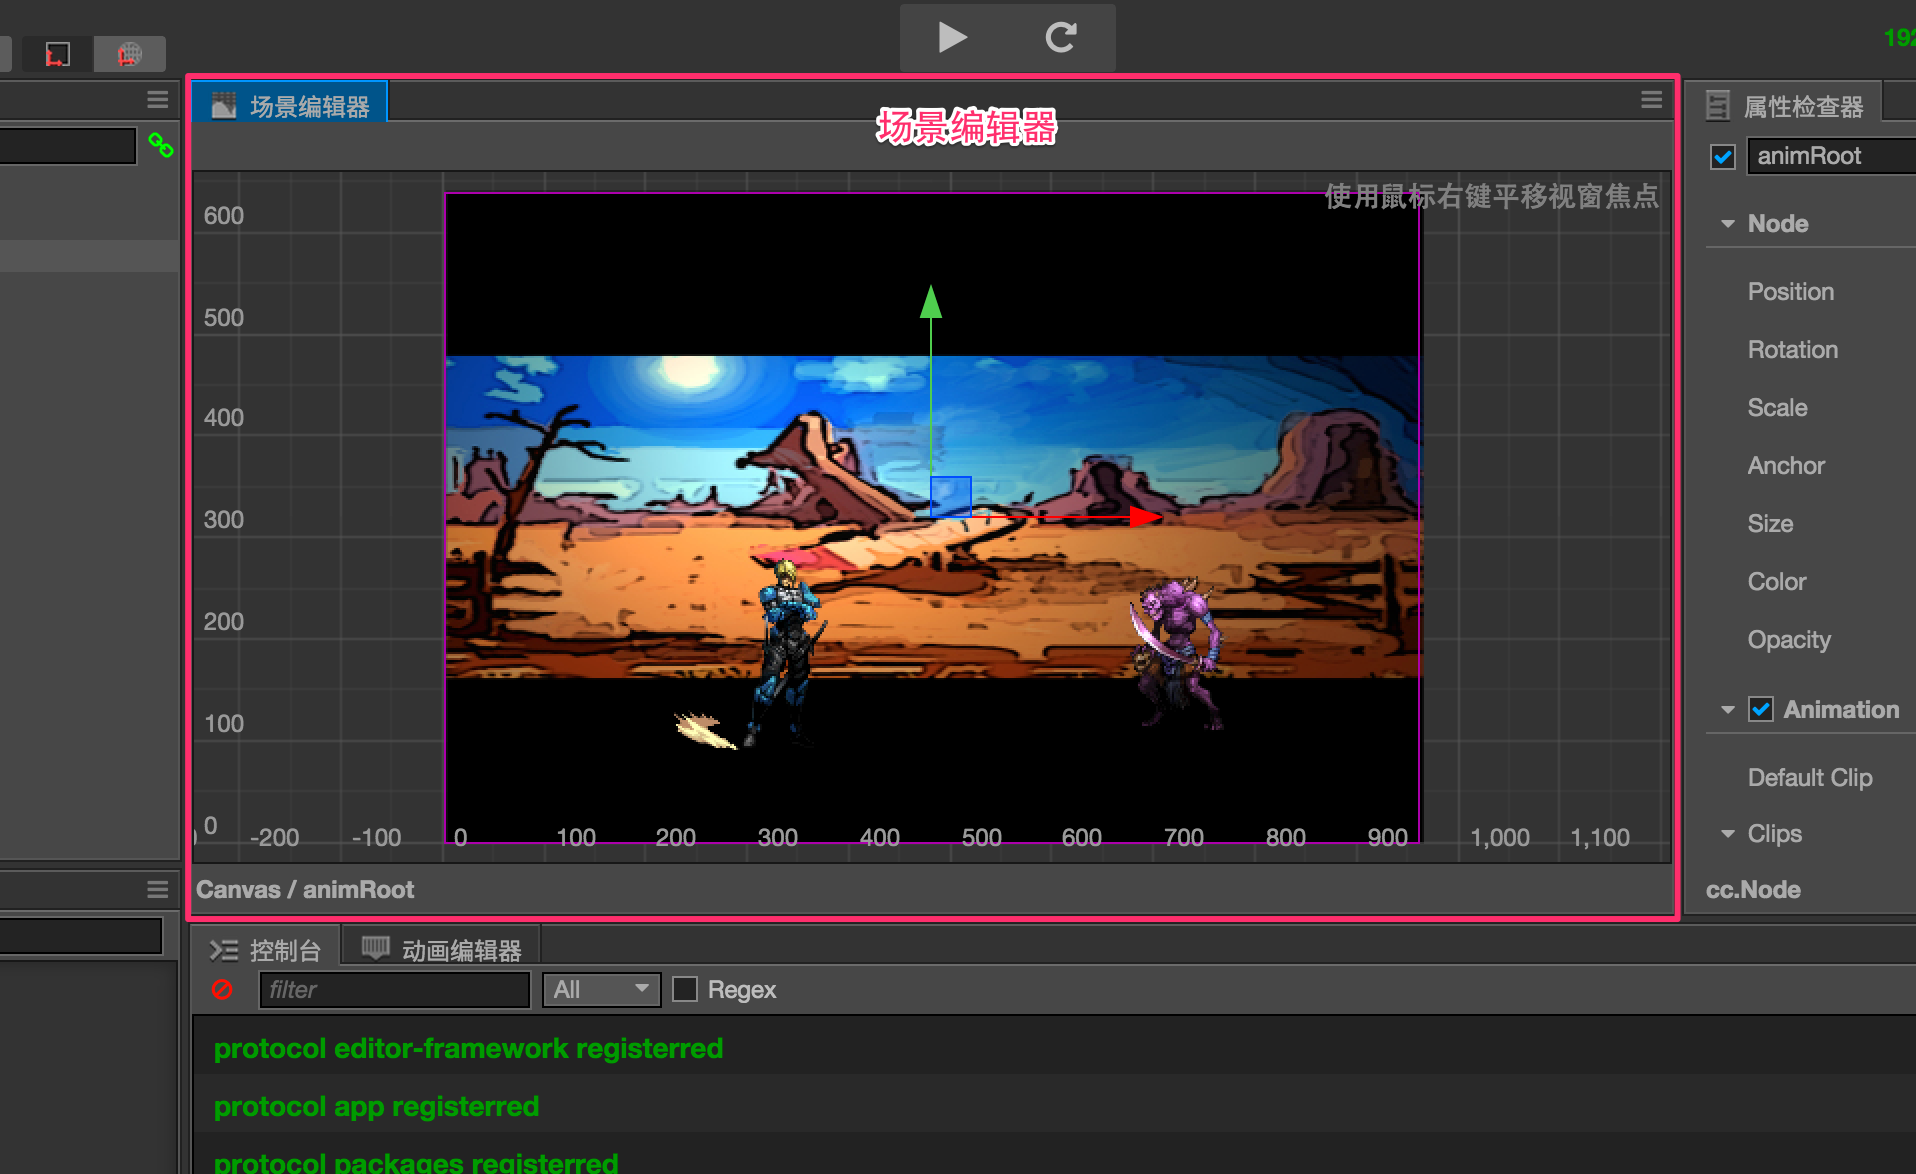 192
场景编辑器
场景编辑器
属性检查器
animRoot
使用鼠标右键平移视窗焦点
Node
600
Position
500
Rotation
400
Scale
Anchor
300
Size
Color
200
Opacity
100
Animation
Default Clip
0
-200 -100 0 100 200 300 400 500 600 700 800 900 1,000 1,100
Clips
Canvas / animRoot
cc.Node
控制台 动画编辑器
filter All Regex
protocol editor-framework registerred
protocol app registerred
protocol packages registerred